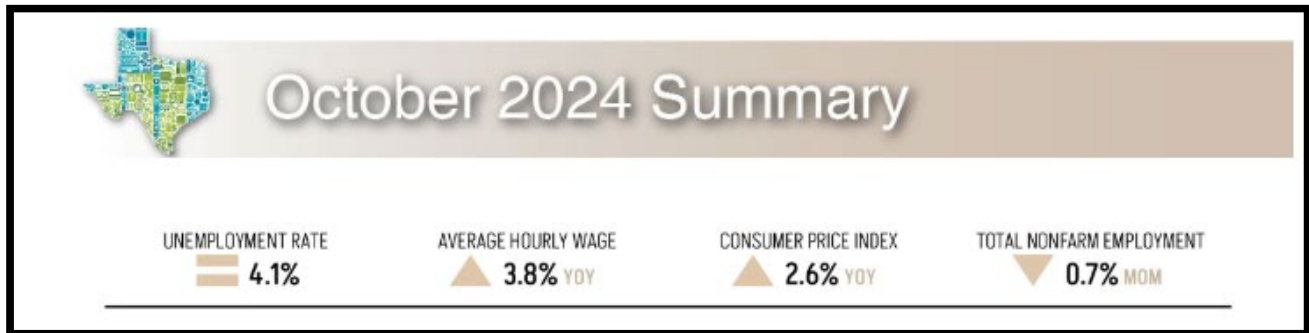 October 2024 Summary
UNEMPLOYMENT RATE
4.1%
AVERAGE HOURLY WAGE
3.8% YOY
CONSUMER PRICE INDEX
2.6% YOY
TOTAL NONFARM EMPLOYMENT
0.7% MOM